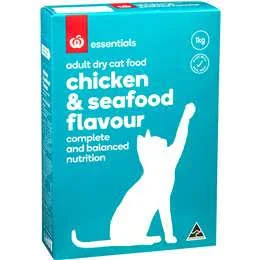 essentials
adult dry cat food
1kg
chicken
& seafood
flavour
complete
and balanced
nutrition